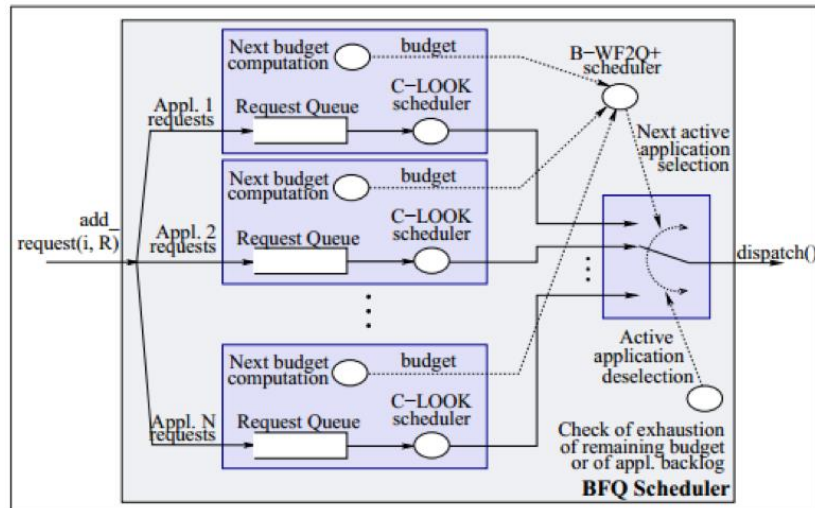 Next budget
computation
budget
B−WF2Q+
scheduler
C−LOOK
scheduler
Appl. 1
requests
Request Queue
Next active
application
selection
Next budget
computation
budget
C−LOOK
scheduler
add_
request(i, R)
Appl. 2
requests
Request Queue
dispatch()
Next budget
computation
budget
Active
application
deselection
C−LOOK
scheduler
Appl. N
requests
Request Queue
Check of exhaustion
of remaining budget
or of appl. backlog
BFQ Scheduler